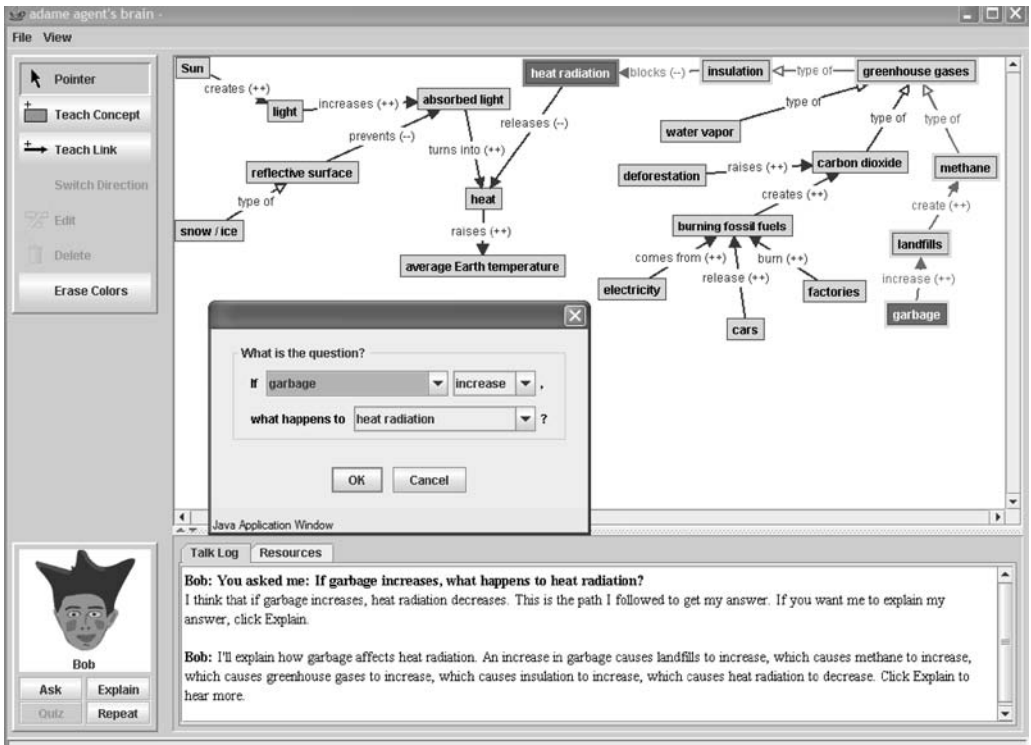 adame agent's brain -
File View
Pointer
Teach Concept
Teach Link
Switch Direction
Edit
Delete
Erase Colors
Sun
creates (++)
light
increases (++)
absorbed light
prevents (--)
reflective surface
type of
snow / ice
turns into (++)
heat radiation
releases (--)
heat
raises (++)
average Earth temperature
blocks (--)
insulation
type of
greenhouse gases
type of
water vapor
type of
type of
deforestation
raises (++)
carbon dioxide
methane
creates (++)
create (++)
burning fossil fuels
landfills
comes from (++)
burn (++)
release (++)
increase (++)
electricity
factories
garbage
cars
What is the question?
If garbage increase ,
what happens to heat radiation ?
OK Cancel
Java Application Window
Bob
Ask Explain
Quiz Repeat
Talk Log Resources
Bob: You asked me: If garbage increases, what happens to heat radiation?
I think that if garbage increases, heat radiation decreases. This is the path I followed to get my answer. If you want me to explain my
answer, click Explain.
Bob: I'll explain how garbage affects heat radiation. An increase in garbage causes landfills to increase, which causes methane to increase,
which causes greenhouse gases to increase, which causes insulation to increase, which causes heat radiation to decrease. Click Explain to
hear more.